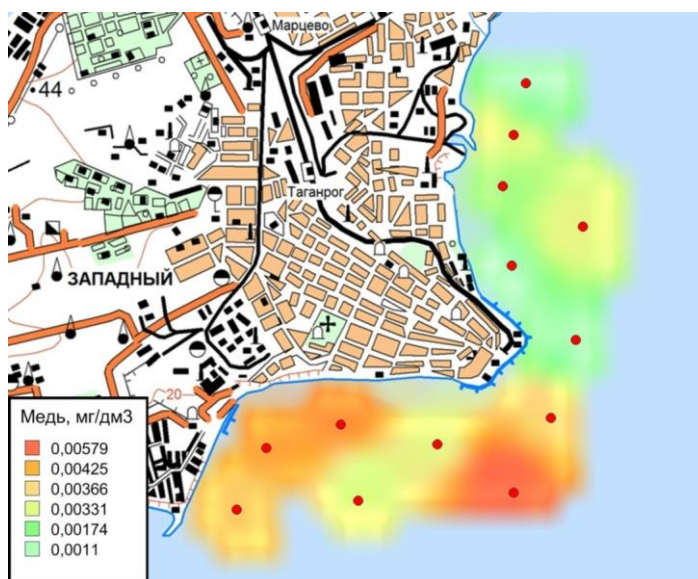 Марцево
44
Таганрог
ЗАПАДНЫЙ
20
Медь, мг/дм3
0,00579
0,00425
0,00366
0,00331
0,00174
0,0011